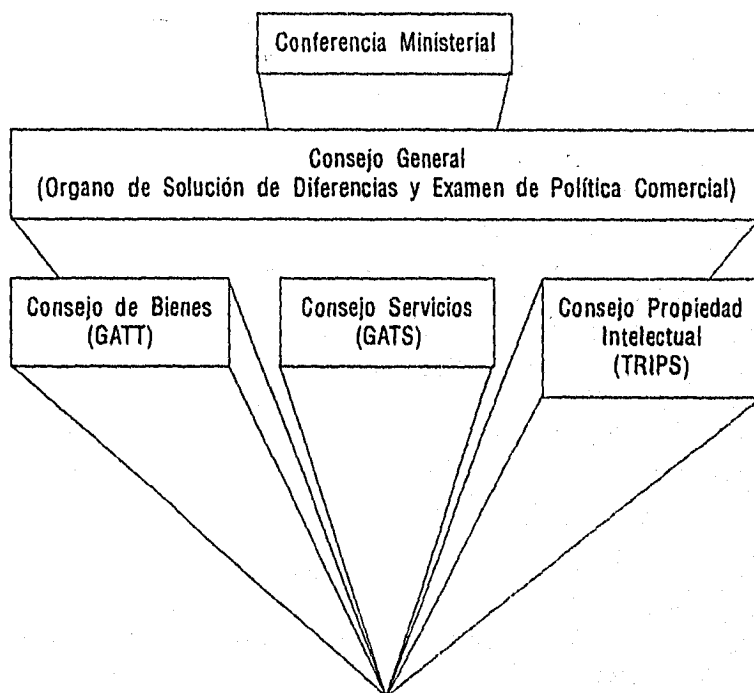 Conferencia Ministerial
Consejo General
(Organo de Solución de Diferencias y Examen de Política Comercial)
Consejo de Bienes
(GATT)
Consejo Servicios
(GATS)
Consejo Propiedad
Intelectual
(TRIPS)